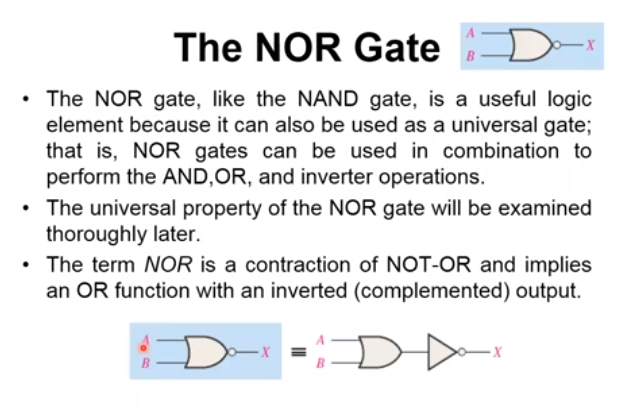 The NOR Gate
A
B
X
• The NOR gate, like the NAND gate, is a useful logic
element because it can also be used as a universal gate;
that is, NOR gates can be used in combination to
perform the AND,OR, and inverter operations.
• The universal property of the NOR gate will be examined
thoroughly later.
• The term NOR is a contraction of NOT-OR and implies
an OR function with an inverted (complemented) output.
A
B
X
≡
A
B
X